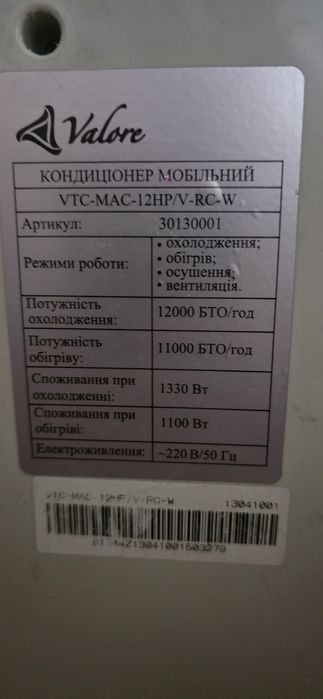 Valore
КОНДИЦІОНЕР МОБІЛЬНИЙ
VTC-MAC-12HP/V-RC-W
Артикул: 30130001
Режими роботи:
• охолодження;
• обігрів;
• осушення;
• вентиляція.
Потужність охолодження: 12000 БТО/год
Потужність обігріву: 11000 БТО/год
Споживання при охолодженні: 1330 Вт
Споживання при обігріві: 1100 Вт
Електроживлення: ~220 В/50 Гц
VTC-MAC-12HP/V-RC-W 13041001